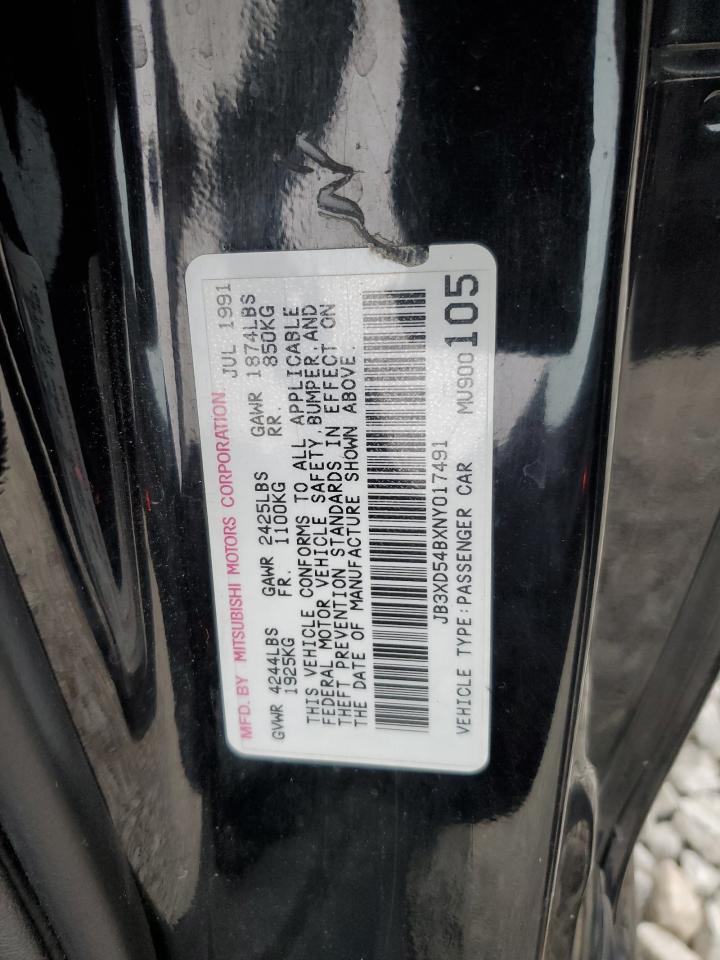 MFD. BY MITSUBISHI MOTORS CORPORATION JUL 1991
GVWR 4244LBS GAWR 2425LBS GAWR 1874LBS
1925KG FR. 1100KG RR. 850KG
THIS VEHICLE CONFORMS TO ALL APPLICABLE
FEDERAL MOTOR VEHICLE SAFETY,BUMPER,AND
THEFT PREVENTION STANDARDS IN EFFECT ON
THE DATE OF MANUFACTURE SHOWN ABOVE.
JB3XD54BXNY017491
VEHICLE TYPE:PASSENGER CAR MU900105